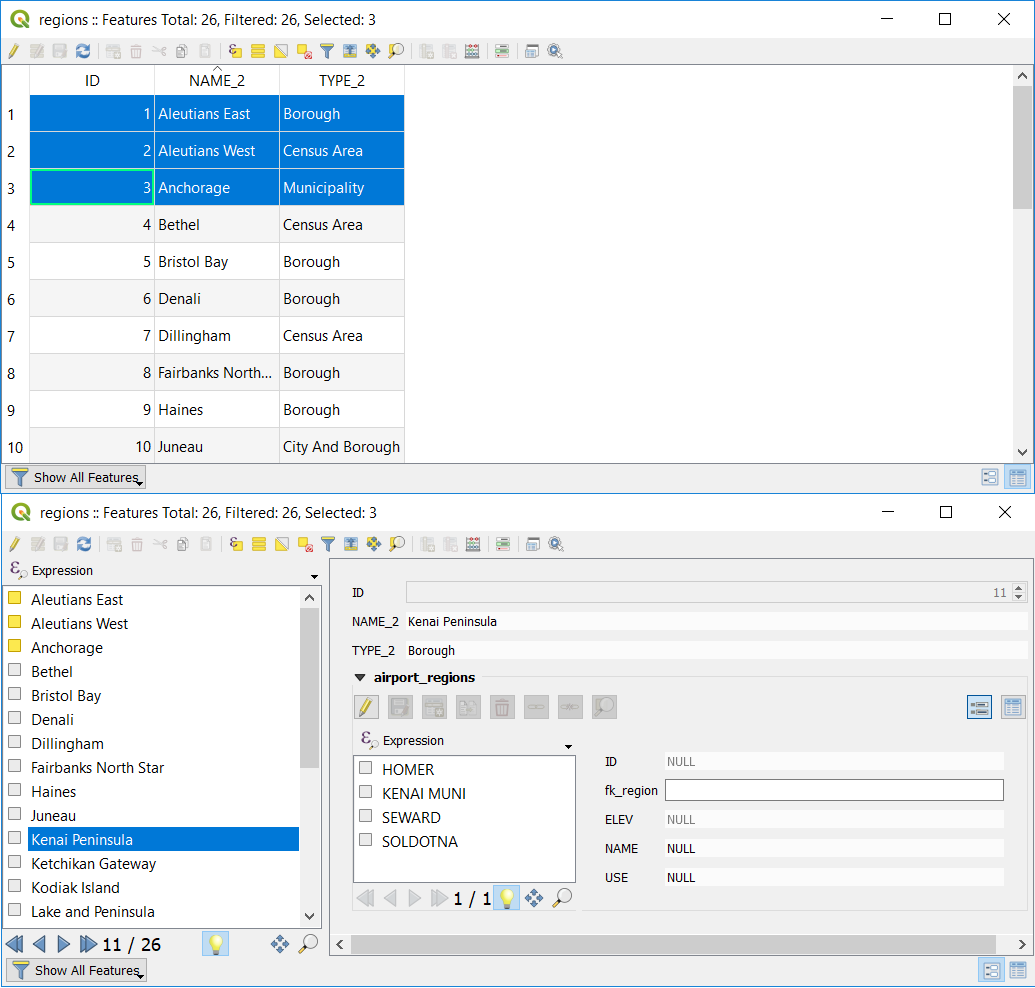 regions :: Features Total: 26, Filtered: 26, Selected: 3
ID NAME_2 TYPE_2
1 1 Aleutians East Borough
2 2 Aleutians West Census Area
3 3 Anchorage Municipality
4 4 Bethel Census Area
5 5 Bristol Bay Borough
6 6 Denali Borough
7 7 Dillingham Census Area
8 8 Fairbanks North... Borough
9 9 Haines Borough
10 10 Juneau City And Borough
Show All Features
regions :: Features Total: 26, Filtered: 26, Selected: 3
Expression
Aleutians East
Aleutians West
Anchorage
Bethel
Bristol Bay
Denali
Dillingham
Fairbanks North Star
Haines
Juneau
Kenai Peninsula
Ketchikan Gateway
Kodiak Island
Lake and Peninsula
11 / 26
Show All Features
ID 11
NAME_2 Kenai Peninsula
TYPE_2 Borough
airport_regions
Expression
HOMER
KENAI MUNI
SEWARD
SOLDOTNA
1 / 1
ID NULL
fk_region
ELEV NULL
NAME NULL
USE NULL